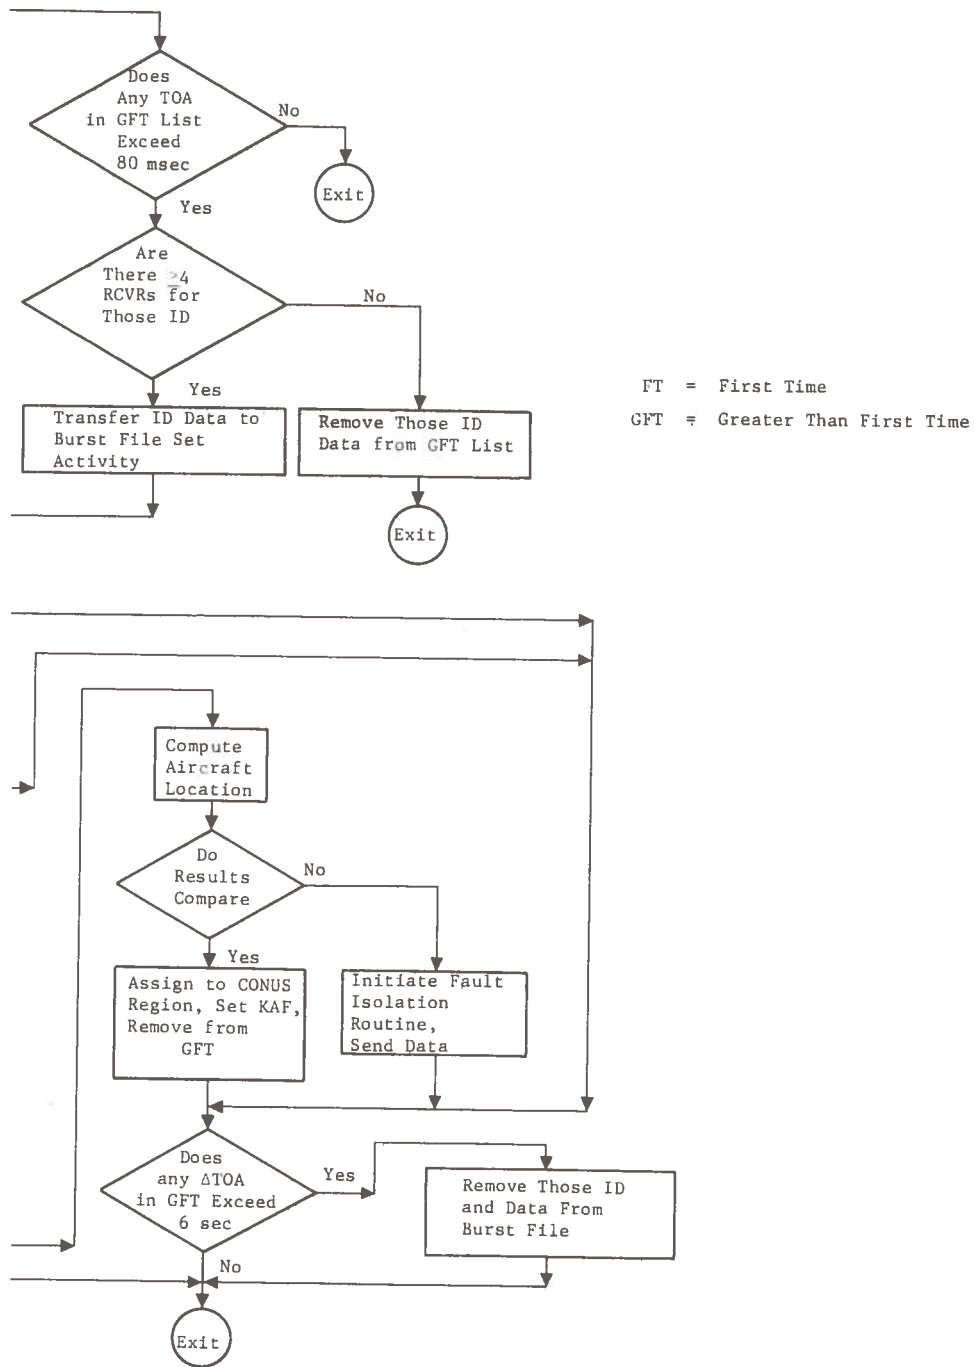 Does
Any TOA
in GFT List
Exceed
80 msec
No
Exit
Yes
Are
There ≥4
RCVRs for
Those ID
No
Yes
Transfer ID Data to
Burst File Set
Activity
Remove Those ID
Data from GFT List
Exit
FT = First Time
GFT = Greater Than First Time
Compute
Aircraft
Location
Do
Results
Compare
No
Yes
Assign to CONUS
Region, Set KAF,
Remove from
GFT
Initiate Fault
Isolation
Routine,
Send Data
Does
any ΔTOA
in GFT Exceed
6 sec
Yes
Remove Those ID
and Data From
Burst File
No
Exit